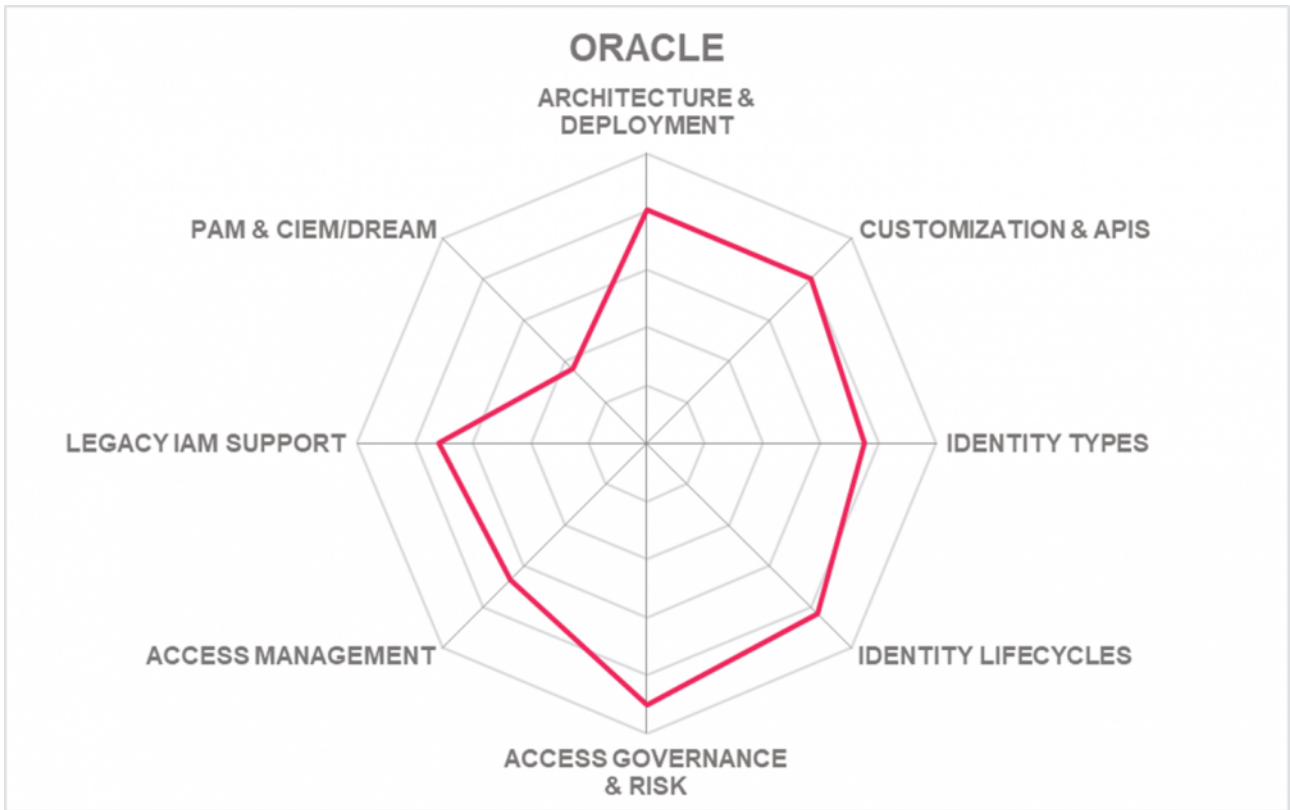 ORACLE
ARCHITECTURE &
DEPLOYMENT
PAM & CIEM/DREAM
CUSTOMIZATION & APIS
LEGACY IAM SUPPORT
IDENTITY TYPES
ACCESS MANAGEMENT
IDENTITY LIFECYCLES
ACCESS GOVERNANCE
& RISK